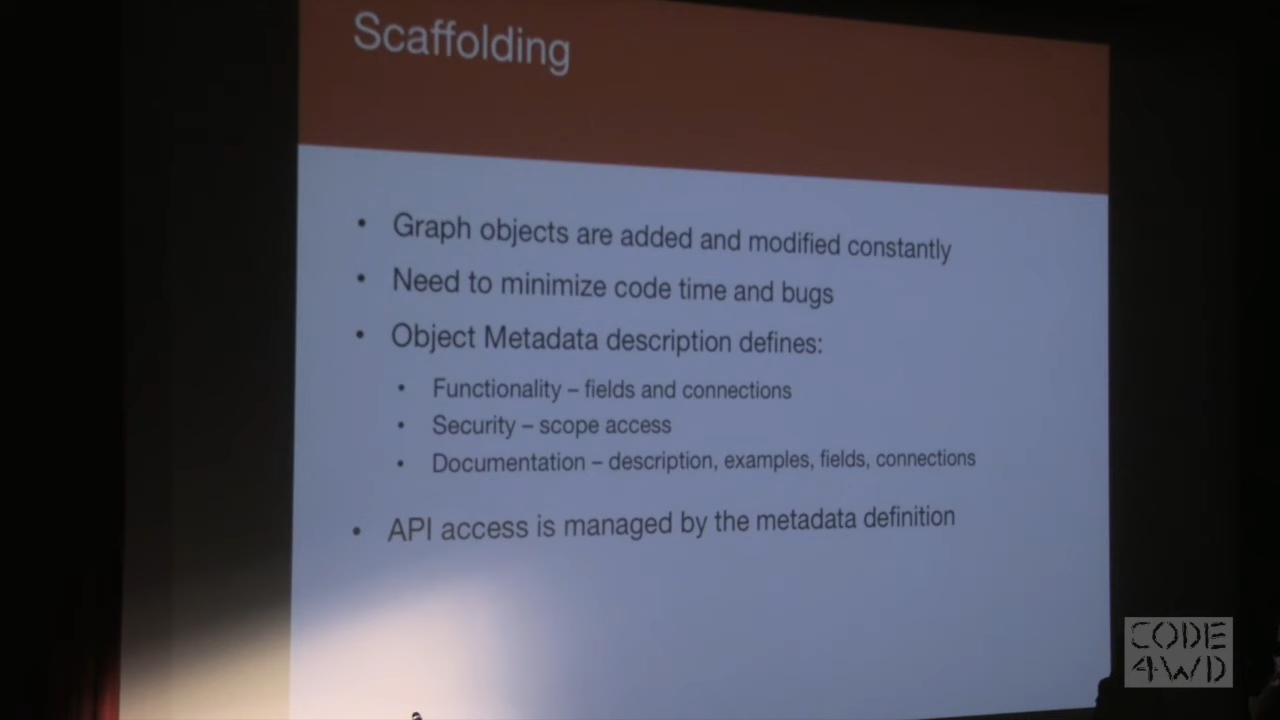 Scaffolding
• Graph objects are added and modified constantly
• Need to minimize code time and bugs
• Object Metadata description defines:
• Functionality – fields and connections
• Security – scope access
• Documentation – description, examples, fields, connections
• API access is managed by the metadata definition
CODE
4WD